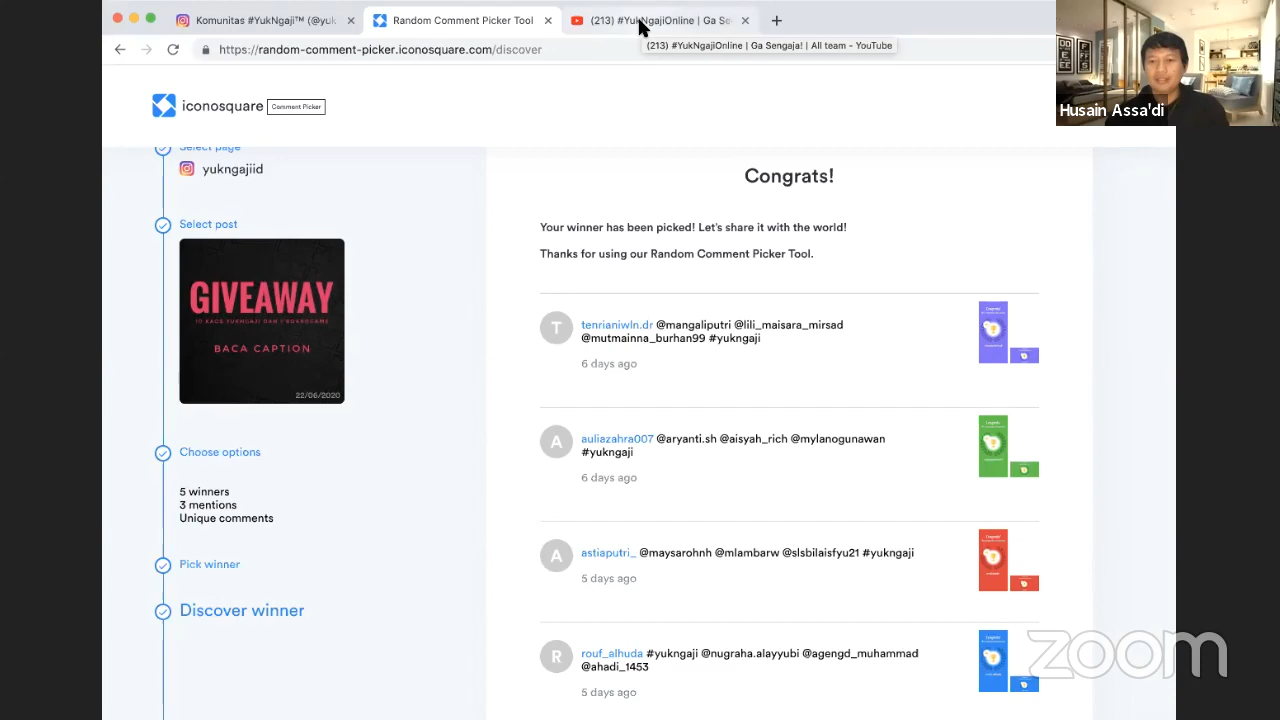 Komunitas #YukNgaji™ (@yuk
Random Comment Picker Tool
(213) #YukNgajiOnline | Ga Se
(213) #YukNgajiOnline | Ga Sengaja! | All team - YouTube
https://random-comment-picker.iconosquare.com/discover
Husain Assa'di
iconosquare Comment Picker
Select page
yukngajiid
Select post
GIVEAWAY
BACA CAPTION
22/06/2020
Choose options
5 winners
3 mentions
Unique comments
Pick winner
Discover winner
Congrats!
Your winner has been picked! Let's share it with the world!
Thanks for using our Random Comment Picker Tool.
T
tenrianiwln.dr @mangaliputri @lili_maisara_mirsad
@mutmainna_burhan99 #yukngaji
6 days ago
A
auliazahra007 @aryanti.sh @aisyah_rich @mylanogunawan
#yukngaji
6 days ago
A
astiaputri_ @maysarohnh @mlambarw @slsbilaisfyu21 #yukngaji
5 days ago
R
rouf_alhuda #yukngaji @nugraha.alayyubi @agengd_muhammad
@ahadi_1453
5 days ago
zoom